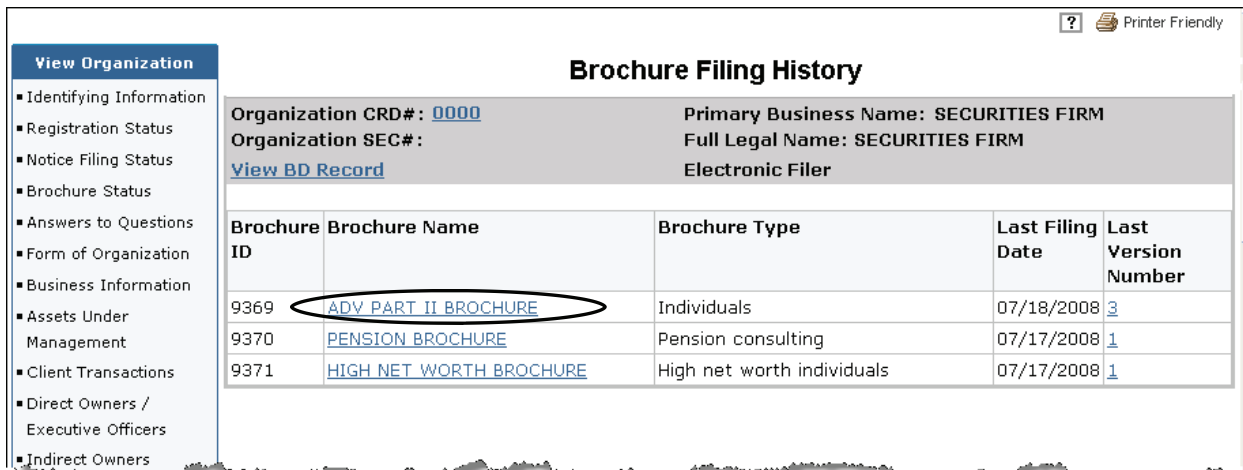 ? Printer Friendly
View Organization
Identifying Information
Registration Status
Notice Filing Status
Brochure Status
Answers to Questions
Form of Organization
Business Information
Assets Under
Management
Client Transactions
Direct Owners /
Executive Officers
Indirect Owners
Brochure Filing History
Organization CRD#: 0000 Primary Business Name: SECURITIES FIRM
Organization SEC#: Full Legal Name: SECURITIES FIRM
View BD Record Electronic Filer
Brochure ID Brochure Name Brochure Type Last Filing Date Last Version Number
9369 ADV PART II BROCHURE Individuals 07/18/2008 3
9370 PENSION BROCHURE Pension consulting 07/17/2008 1
9371 HIGH NET WORTH BROCHURE High net worth individuals 07/17/2008 1